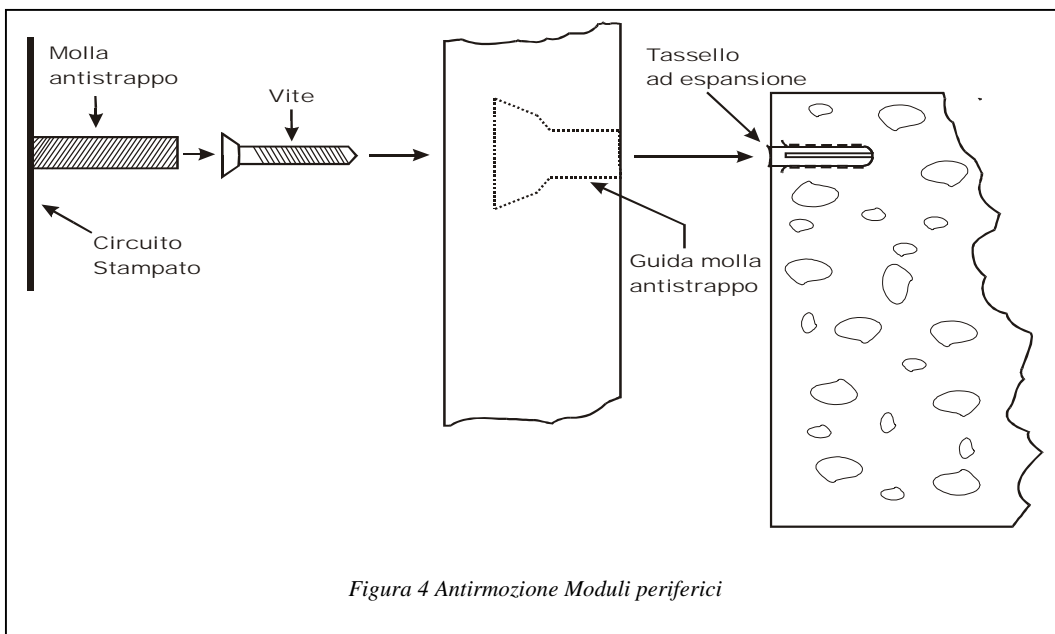 Molla
antistrappo
Vite
Tassello
ad espansione
Circuito
Stampato
Guida molla
antistrappo
Figura 4 Antirmozione Moduli periferici